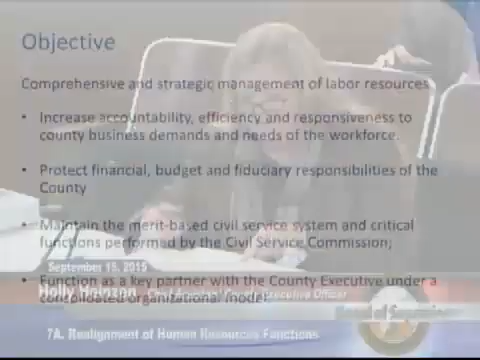 Objective
Comprehensive and strategic management of labor resources
• Increase accountability, efficiency and responsiveness to
county business demands and needs of the workforce.
• Protect financial, budget and fiduciary responsibilities of the
County
• Maintain the merit-based civil service system and critical
functions performed by the Civil Service Commission;
September 15, 2015
• Function as a key partner with the County Executive under a
consolidated organizational model
Executive Officer
7A. Realignment of Human Resources Functions